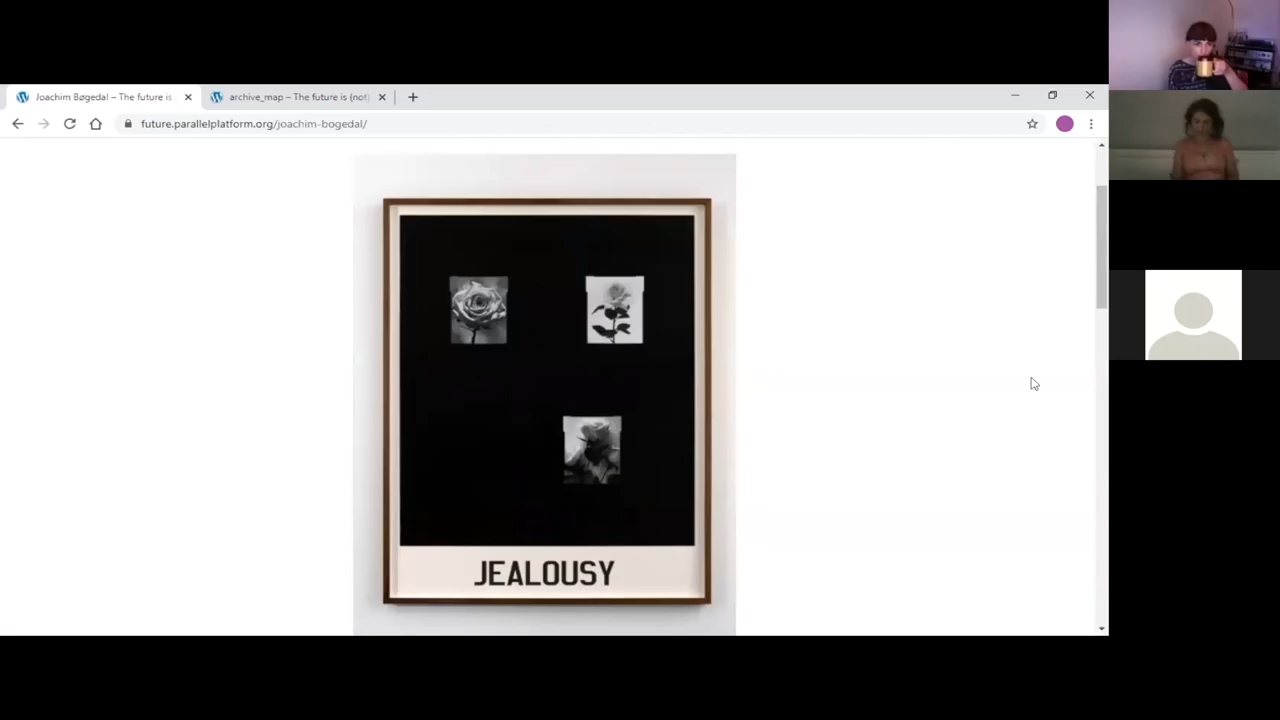 Joachim Bøgedal – The future is
archive_map – The future is (not)
future.parallelplatform.org/joachim-bogedal/
JEALOUSY